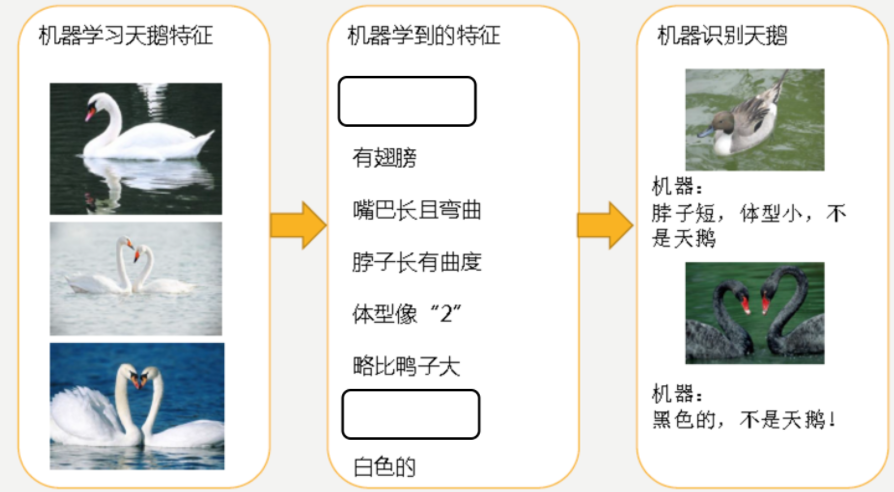 机器学习天鹅特征
机器学到的特征
有翅膀
嘴巴长且弯曲
脖子长有曲度
体型像“2”
略比鸭子大
白色的
机器识别天鹅
机器：
脖子短，体型小，不
是天鹅
机器：
黑色的，不是天鹅！